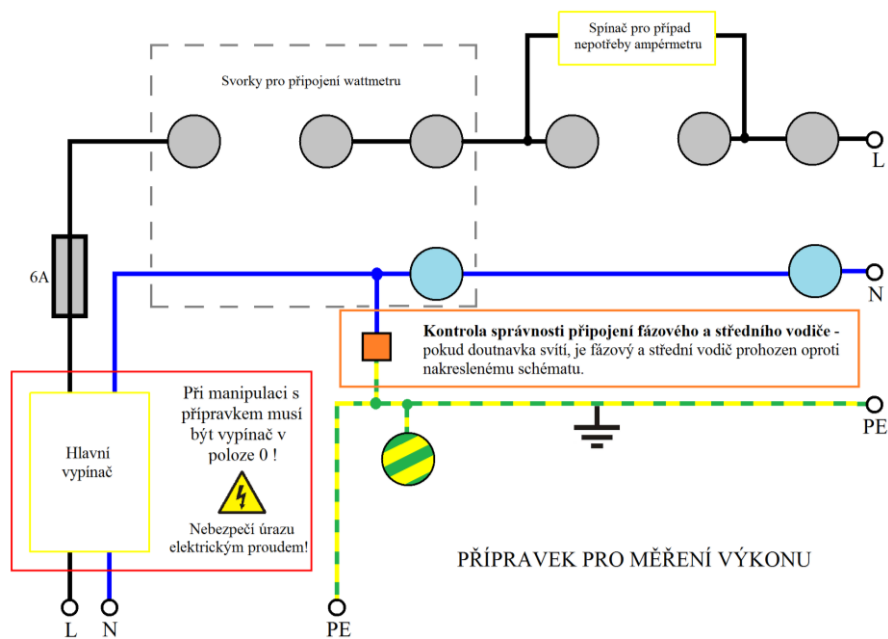 Spínač pro případ
nepotřeby ampérmetru
Svorky pro připojení wattmetru
L
6A
N
Kontrola správnosti připojení fázového a středního vodiče -
pokud doutnavka svítí, je fázový a střední vodič prohozen oproti
nakreslenému schématu.
Při manipulaci s
přípravkem musí
být vypínač v
poloze 0 !
PE
Hlavní
vypínač
Nebezpečí úrazu
elektrickým proudem!
PŘÍPRAVEK PRO MĚŘENÍ VÝKONU
L
N
PE